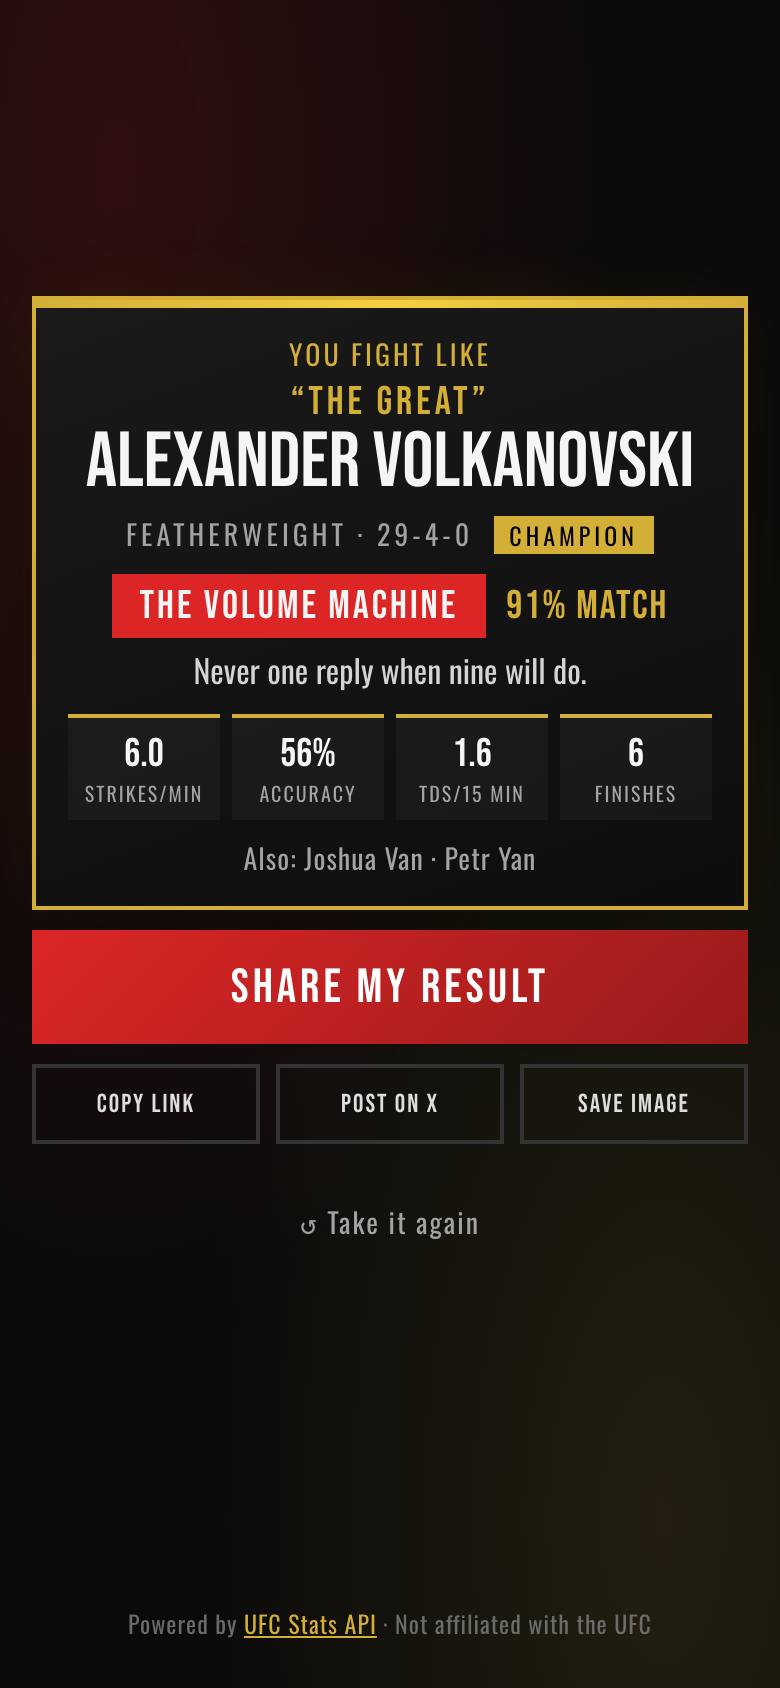 YOU FIGHT LIKE
“THE GREAT”
ALEXANDER VOLKANOVSKI
FEATHERWEIGHT · 29-4-0 CHAMPION
THE VOLUME MACHINE 91% MATCH
Never one reply when nine will do.
6.0 56% 1.6 6
STRIKES/MIN ACCURACY TDS/15 MIN FINISHES
Also: Joshua Van · Petr Yan
SHARE MY RESULT
COPY LINK POST ON X SAVE IMAGE
↺ Take it again
Powered by UFC Stats API · Not affiliated with the UFC